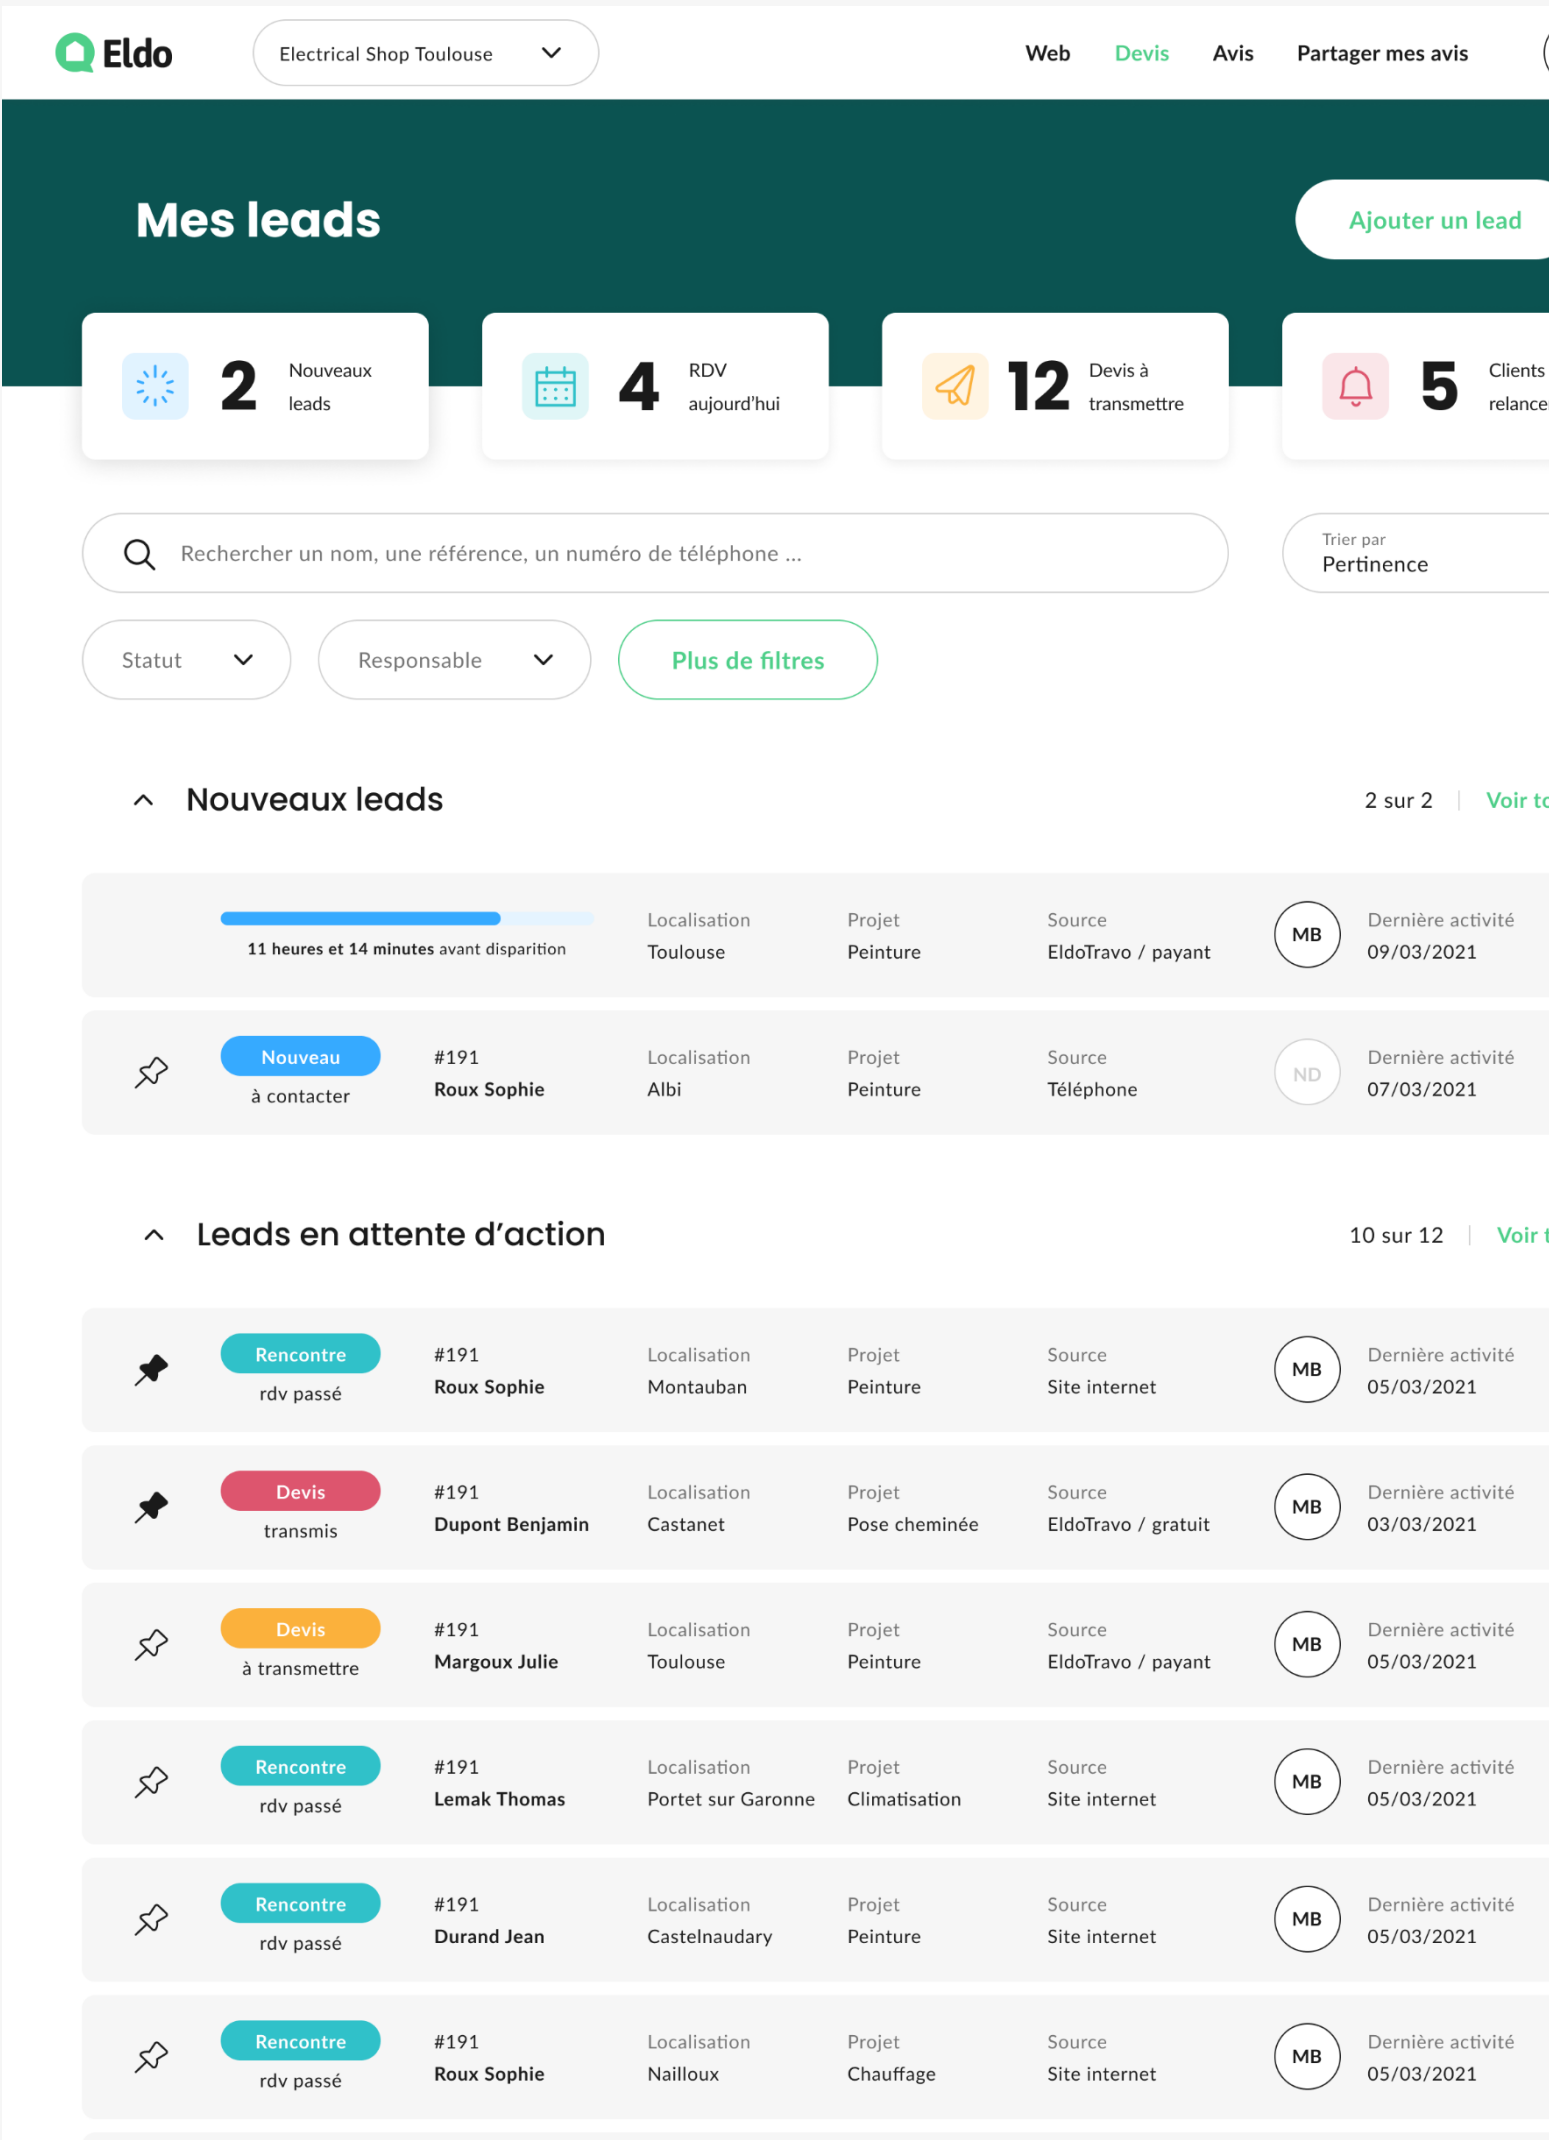 Eldo
Electrical Shop Toulouse
Web Devis Avis Partager mes avis
Mes leads
Ajouter un lead
2 Nouveaux leads
4 RDV aujourd’hui
12 Devis à transmettre
5 Clients
Rechercher un nom, une référence, un numéro de téléphone ...
Trier par
Pertinence
Statut
Responsable
Plus de filtres
Nouveaux leads
2 sur 2
Voir
11 heures et 14 minutes avant disparition
Localisation
Toulouse
Projet
Peinture
Source
EldoTravo / payant
MB
Dernière activité
09/03/2021
Nouveau
à contacter
#191
Roux Sophie
Localisation
Albi
Projet
Peinture
Source
Téléphone
ND
Dernière activité
07/03/2021
Leads en attente d’action
10 sur 12
Voir
Rencontre
rdv passé
#191
Roux Sophie
Localisation
Montauban
Projet
Peinture
Source
Site internet
MB
Dernière activité
05/03/2021
Devis
transmis
#191
Dupont Benjamin
Localisation
Castanet
Projet
Pose cheminée
Source
EldoTravo / gratuit
MB
Dernière activité
03/03/2021
Devis
à transmettre
#191
Margoux Julie
Localisation
Toulouse
Projet
Peinture
Source
EldoTravo / payant
MB
Dernière activité
05/03/2021
Rencontre
rdv passé
#191
Lemak Thomas
Localisation
Portet sur Garonne
Projet
Climatisation
Source
Site internet
MB
Dernière activité
05/03/2021
Rencontre
rdv passé
#191
Durand Jean
Localisation
Castelnaudary
Projet
Peinture
Source
Site internet
MB
Dernière activité
05/03/2021
Rencontre
rdv passé
#191
Roux Sophie
Localisation
Nailloux
Projet
Chauffage
Source
Site internet
MB
Dernière activité
05/03/2021